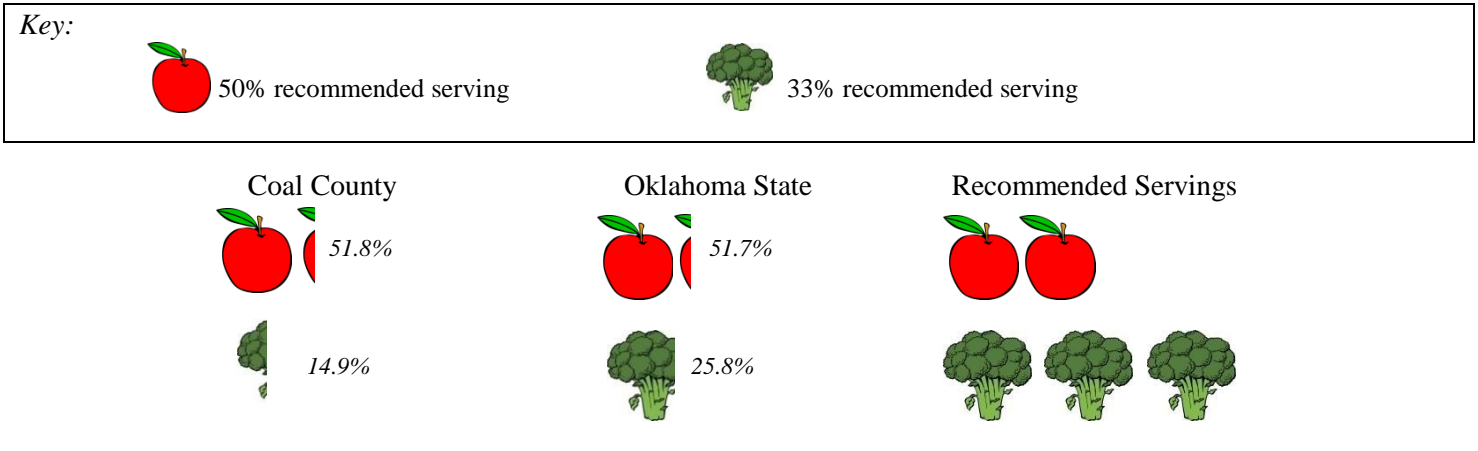 Key:
50% recommended serving
33% recommended serving
Coal County
Oklahoma State
Recommended Servings
51.8%
51.7%
14.9%
25.8%